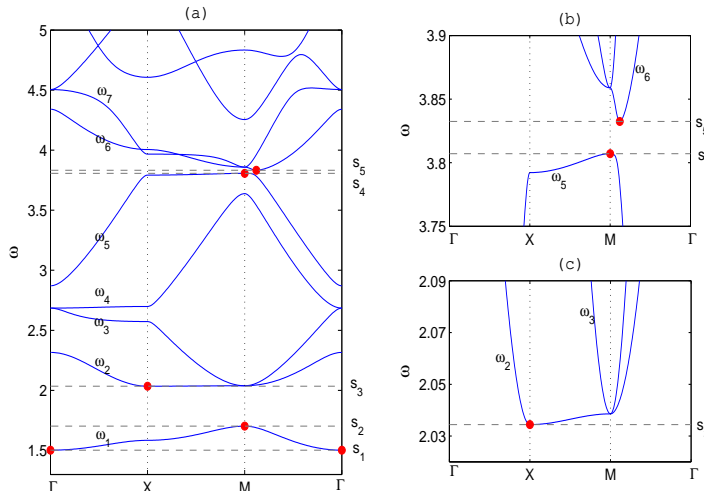 (a)
5
4.5
4
3.5
3
2.5
2
1.5
ω
ω₇
ω₆
ω₅
ω₄
ω₃
ω₂
ω₁
s₅
s₄
s₃
s₂
s₁
Γ X M Γ
(b)
3.9
3.85
3.8
3.75
ω
ω₆
ω₅
s
s
Γ X M Γ
(c)
2.09
2.07
2.05
2.03
ω
ω₂
ω₃
s
Γ X M Γ